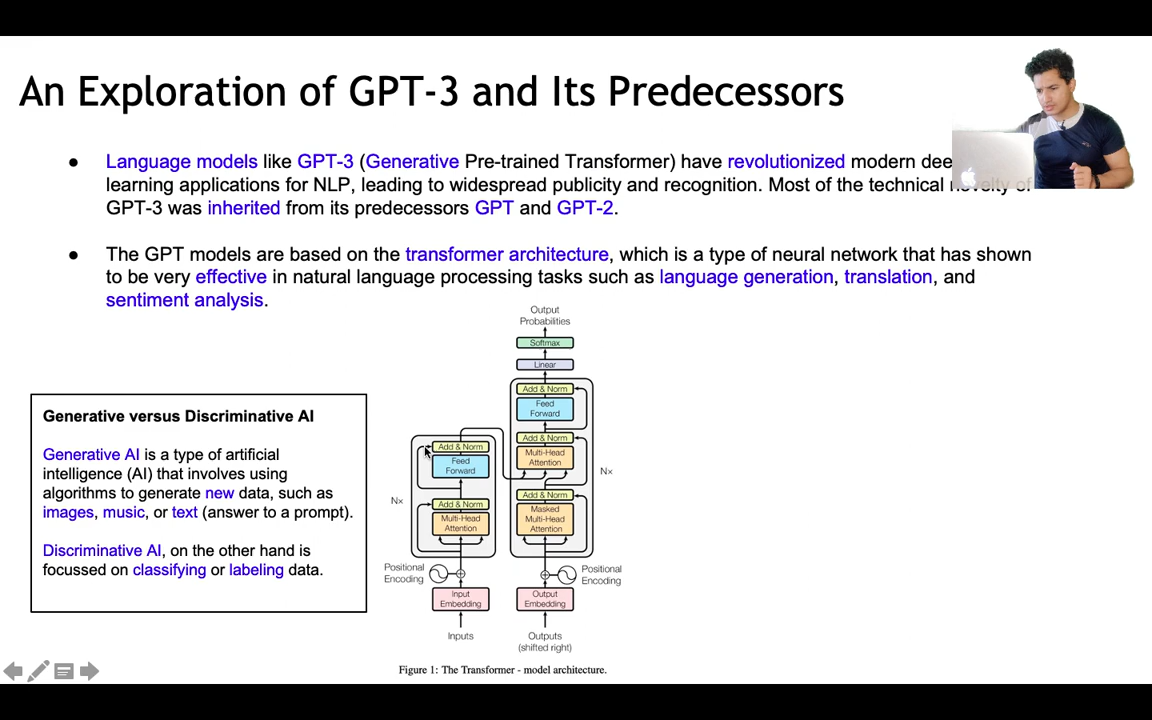 An Exploration of GPT-3 and Its Predecessors
● Language models like GPT-3 (Generative Pre-trained Transformer) have revolutionized modern
learning applications for NLP, leading to widespread publicity and recognition. Most of the technical novelty of
GPT-3 was inherited from its predecessors GPT and GPT-2.
● The GPT models are based on the transformer architecture, which is a type of neural network that has shown
to be very effective in natural language processing tasks such as language generation, translation, and
sentiment analysis.
Generative versus Discriminative AI
Generative AI is a type of artificial
intelligence (AI) that involves using
algorithms to generate new data, such as
images, music, or text (answer to a prompt).
Discriminative AI, on the other hand is
focussed on classifying or labeling data.
Output
Probabilities
Softmax
Linear
Add & Norm
Feed
Forward
Add & Norm
Multi-Head
Attention
Add & Norm
Masked
Multi-Head
Attention
Nx
Add & Norm
Feed
Forward
Add & Norm
Multi-Head
Attention
Nx
Positional
Encoding
Positional
Encoding
Input
Embedding
Output
Embedding
Inputs
Outputs
(shifted right)
Figure 1: The Transformer - model architecture.